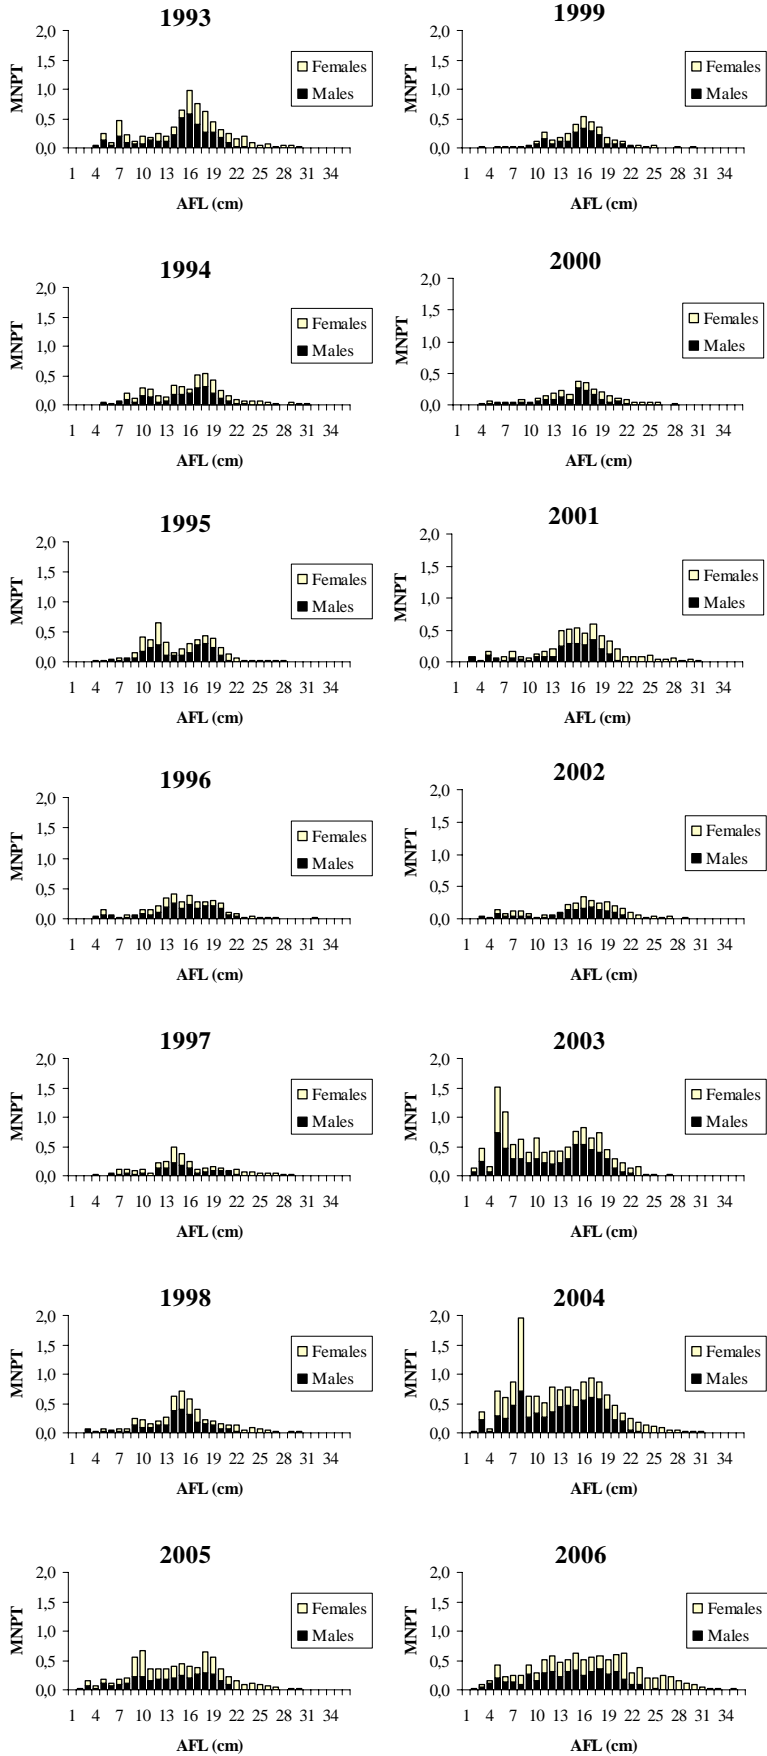 1993
MNPT
2,0
1,5
1,0
0,5
0,0
Females
Males
1 4 7 10 13 16 19 22 25 28 31 34
AFL (cm)
1999
MNPT
2,0
1,5
1,0
0,5
0,0
Females
Males
1 4 7 10 13 16 19 22 25 28 31 34
AFL (cm)
1994
MNPT
2,0
1,5
1,0
0,5
0,0
Females
Males
1 4 7 10 13 16 19 22 25 28 31 34
AFL (cm)
2000
MNPT
2,0
1,5
1,0
0,5
0,0
Females
Males
1 4 7 10 13 16 19 22 25 28 31 34
AFL (cm)
1995
MNPT
2,0
1,5
1,0
0,5
0,0
Females
Males
1 4 7 10 13 16 19 22 25 28 31 34
AFL (cm)
2001
MNPT
2,0
1,5
1,0
0,5
0,0
Females
Males
1 4 7 10 13 16 19 22 25 28 31 34
AFL (cm)
1996
MNPT
2,0
1,5
1,0
0,5
0,0
Females
Males
1 4 7 10 13 16 19 22 25 28 31 34
AFL (cm)
2002
MNPT
2,0
1,5
1,0
0,5
0,0
Females
Males
1 4 7 10 13 16 19 22 25 28 31 34
AFL (cm)
1997
MNPT
2,0
1,5
1,0
0,5
0,0
Females
Males
1 4 7 10 13 16 19 22 25 28 31 34
AFL (cm)
2003
MNPT
2,0
1,5
1,0
0,5
0,0
Females
Males
1 4 7 10 13 16 19 22 25 28 31 34
AFL (cm)
1998
MNPT
2,0
1,5
1,0
0,5
0,0
Females
Males
1 4 7 10 13 16 19 22 25 28 31 34
AFL (cm)
2004
MNPT
2,0
1,5
1,0
0,5
0,0
Females
Males
1 4 7 10 13 16 19 22 25 28 31 34
AFL (cm)
2005
MNPT
2,0
1,5
1,0
0,5
0,0
Females
Males
1 4 7 10 13 16 19 22 25 28 31 34
AFL (cm)
2006
MNPT
2,0
1,5
1,0
0,5
0,0
Females
Males
1 4 7 10 13 16 19 22 25 28 31 34
AFL (cm)